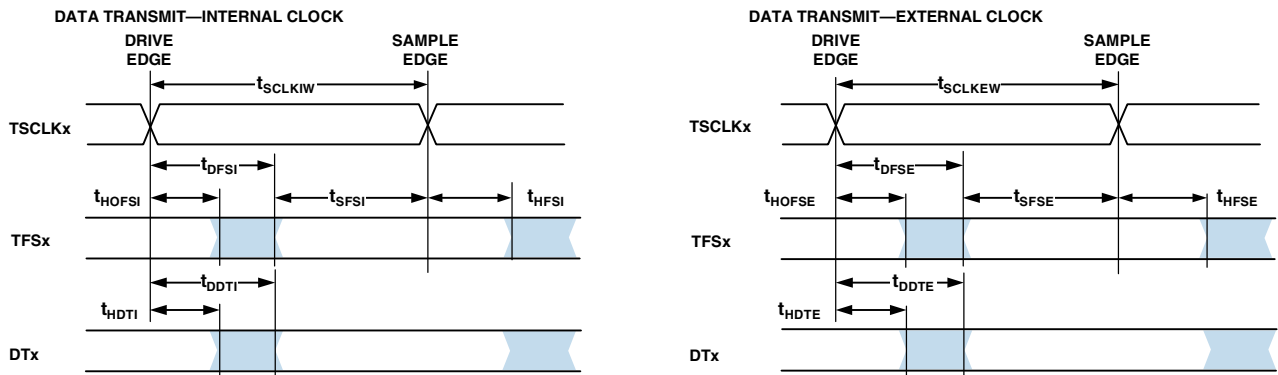 DATA TRANSMIT—INTERNAL CLOCK
DRIVE EDGE
SAMPLE EDGE
tSCLKIW
TSCLKx
tDFSI
tHOFSI
tSFSI
tHFSI
TFSx
tDDTI
tHDTI
DTx
DATA TRANSMIT—EXTERNAL CLOCK
DRIVE EDGE
SAMPLE EDGE
tSCLKEW
TSCLKx
tDFSE
tHOFSE
tSFSE
tHFSE
TFSx
tDDTE
tHDTE
DTx